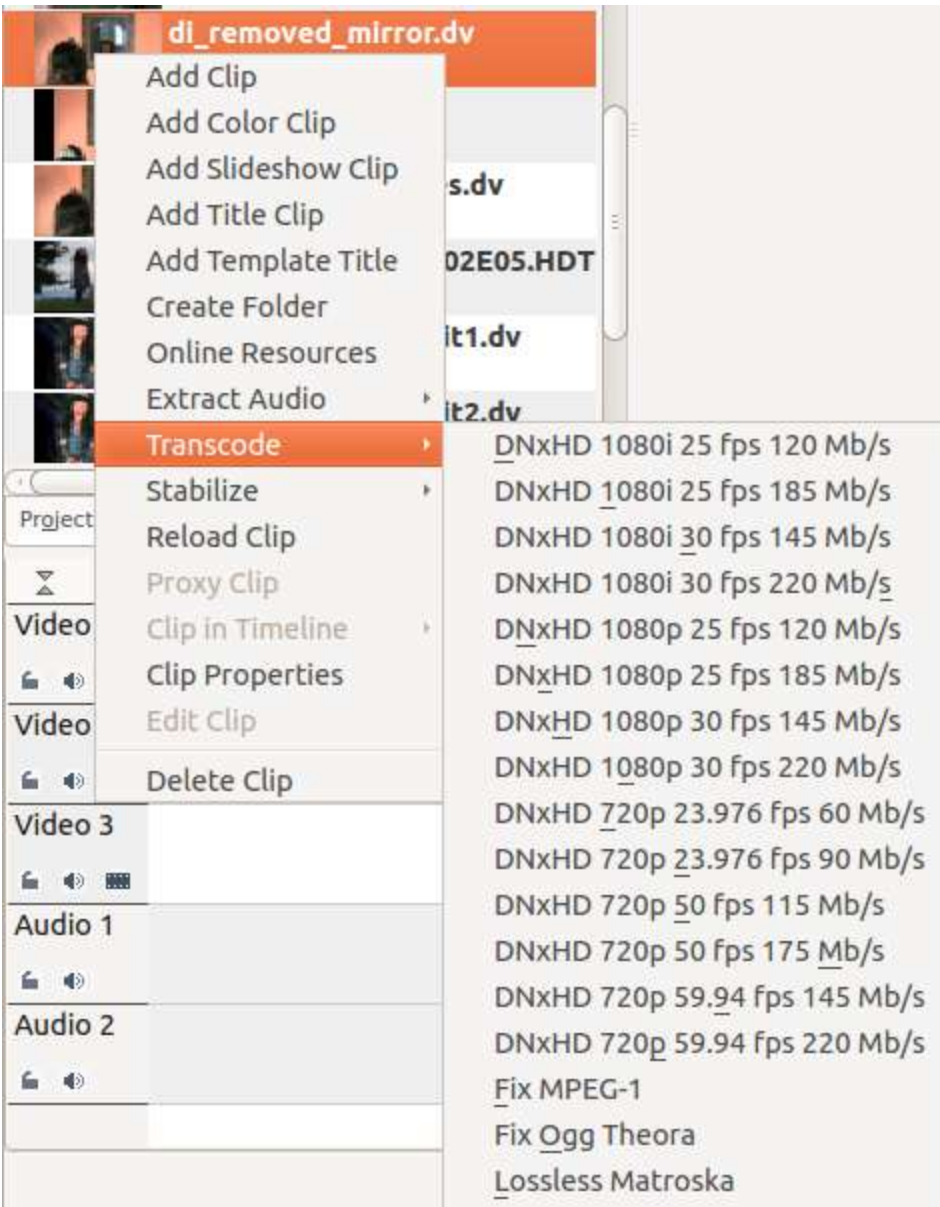 di_removed_mirror.dv
Add Clip
Add Color Clip
Add Slideshow Clip
s.dv
Add Title Clip
Add Template Title
02E05.HDT
Create Folder
Online Resources
it1.dv
Extract Audio
it2.dv
Transcode
Stabilize
Reload Clip
Proxy Clip
Clip in Timeline
Clip Properties
Edit Clip
Delete Clip
DNxHD 1080i 25 fps 120 Mb/s
DNxHD 1080i 25 fps 185 Mb/s
DNxHD 1080i 30 fps 145 Mb/s
DNxHD 1080i 30 fps 220 Mb/s
DNxHD 1080p 25 fps 120 Mb/s
DNxHD 1080p 25 fps 185 Mb/s
DNxHD 1080p 30 fps 145 Mb/s
DNxHD 1080p 30 fps 220 Mb/s
DNxHD 720p 23.976 fps 60 Mb/s
DNxHD 720p 23.976 fps 90 Mb/s
DNxHD 720p 50 fps 115 Mb/s
DNxHD 720p 50 fps 175 Mb/s
DNxHD 720p 59.94 fps 145 Mb/s
DNxHD 720p 59.94 fps 220 Mb/s
Fix MPEG-1
Fix Ogg Theora
Lossless Matroska
Project
Video
Video
Video 3
Audio 1
Audio 2